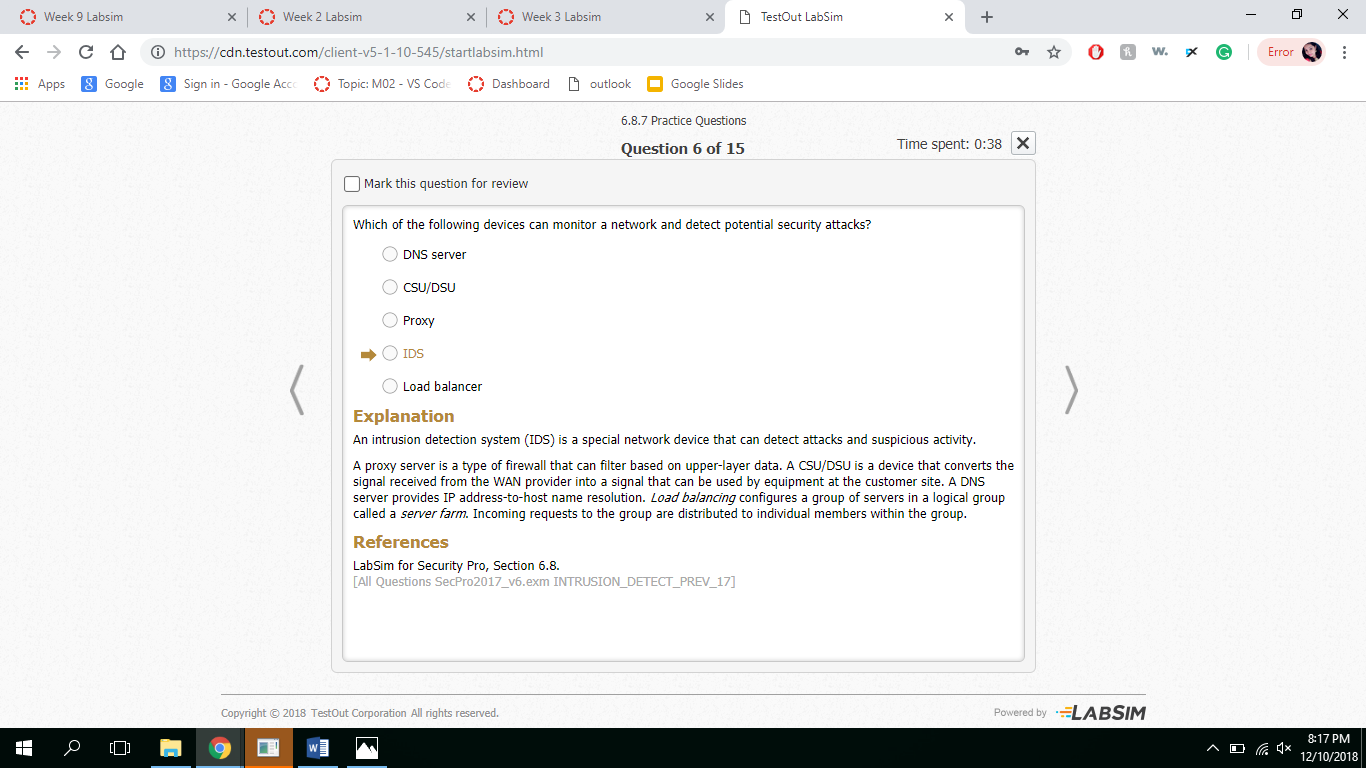 Week 9 Labsim
Week 2 Labsim
Week 3 Labsim
TestOut LabSim
https://cdn.testout.com/client-v5-1-10-545/startlabsim.html
Error
Apps
Google
Sign in - Google Acc
Topic: M02 - VS Code
Dashboard
outlook
Google Slides
6.8.7 Practice Questions
Question 6 of 15
Time spent: 0:38
Mark this question for review
Which of the following devices can monitor a network and detect potential security attacks?
DNS server
CSU/DSU
Proxy
IDS
Load balancer
Explanation
An intrusion detection system (IDS) is a special network device that can detect attacks and suspicious activity.
A proxy server is a type of firewall that can filter based on upper-layer data. A CSU/DSU is a device that converts the
signal received from the WAN provider into a signal that can be used by equipment at the customer site. A DNS
server provides IP address-to-host name resolution. Load balancing configures a group of servers in a logical group
called a server farm. Incoming requests to the group are distributed to individual members within the group.
References
LabSim for Security Pro, Section 6.8.
[All Questions SecPro2017_v6.exm INTRUSION_DETECT_PREV_17]
Copyright © 2018 TestOut Corporation All rights reserved.
Powered by LABSIM
8:17 PM
12/10/2018